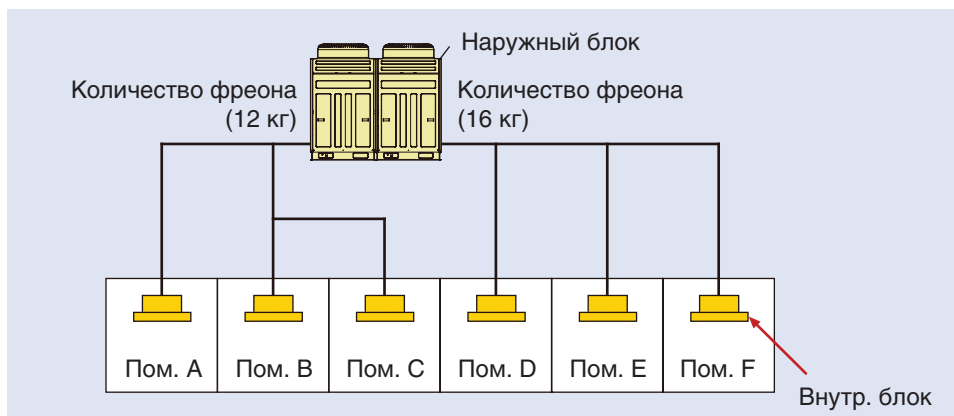 Наружный блок
Количество фреона
(12 кг)
Количество фреона
(16 кг)
Пом. A
Пом. B
Пом. C
Пом. D
Пом. E
Пом. F
Внутр. блок